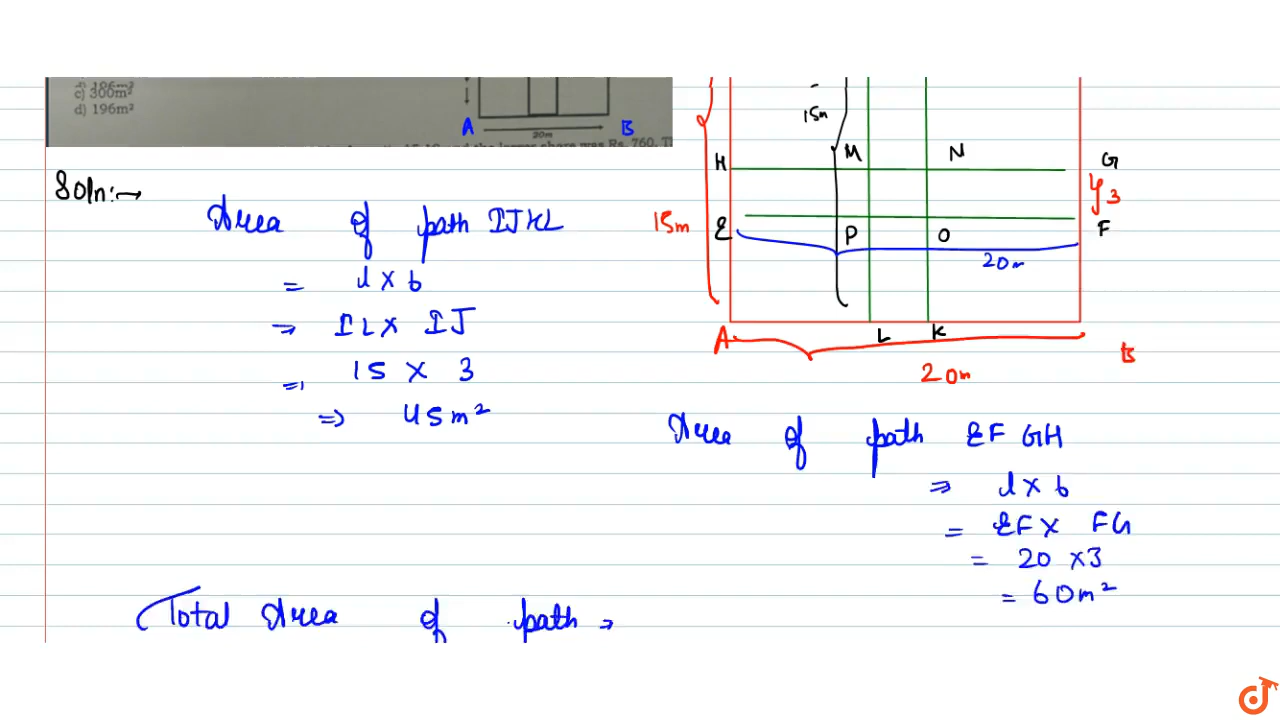 c) 300m²
d) 196m²
A
B
20m
Soln:→
Area of path IJKL
= l × b
⇒ IL × IJ
=, 15 × 3
⇒ 45m²
15m
H
M
N
G
3
15m
E
P
O
F
20m
A
L
K
B
20m
Area of path EFGH
⇒ l × b
= EF × FG
= 20 × 3
= 60m²
Total Area of path ⇒